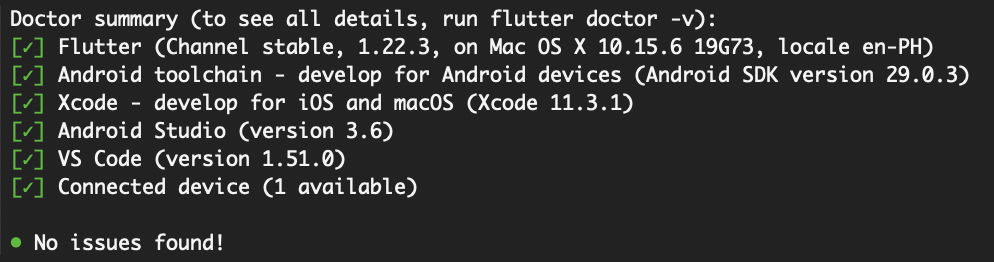 Doctor summary (to see all details, run flutter doctor -v):
[✓] Flutter (Channel stable, 1.22.3, on Mac OS X 10.15.6 19G73, locale en-PH)
[✓] Android toolchain - develop for Android devices (Android SDK version 29.0.3)
[✓] Xcode - develop for iOS and macOS (Xcode 11.3.1)
[✓] Android Studio (version 3.6)
[✓] VS Code (version 1.51.0)
[✓] Connected device (1 available)
• No issues found!